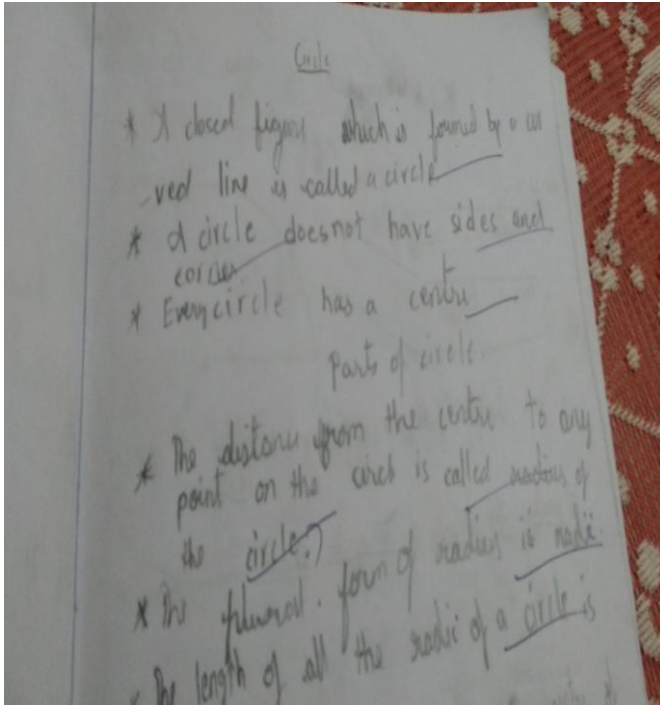 Circle
* A closed figure which is formed by a cur
ved line is called a circle
* A circle does not have sides and
corner
* Every circle has a centre
Parts of circle.
* The distance from the centre to any
point on the circle is called radius of
the circle.
* The plural form of radius is radii.
* The length of all the radii of a circle is